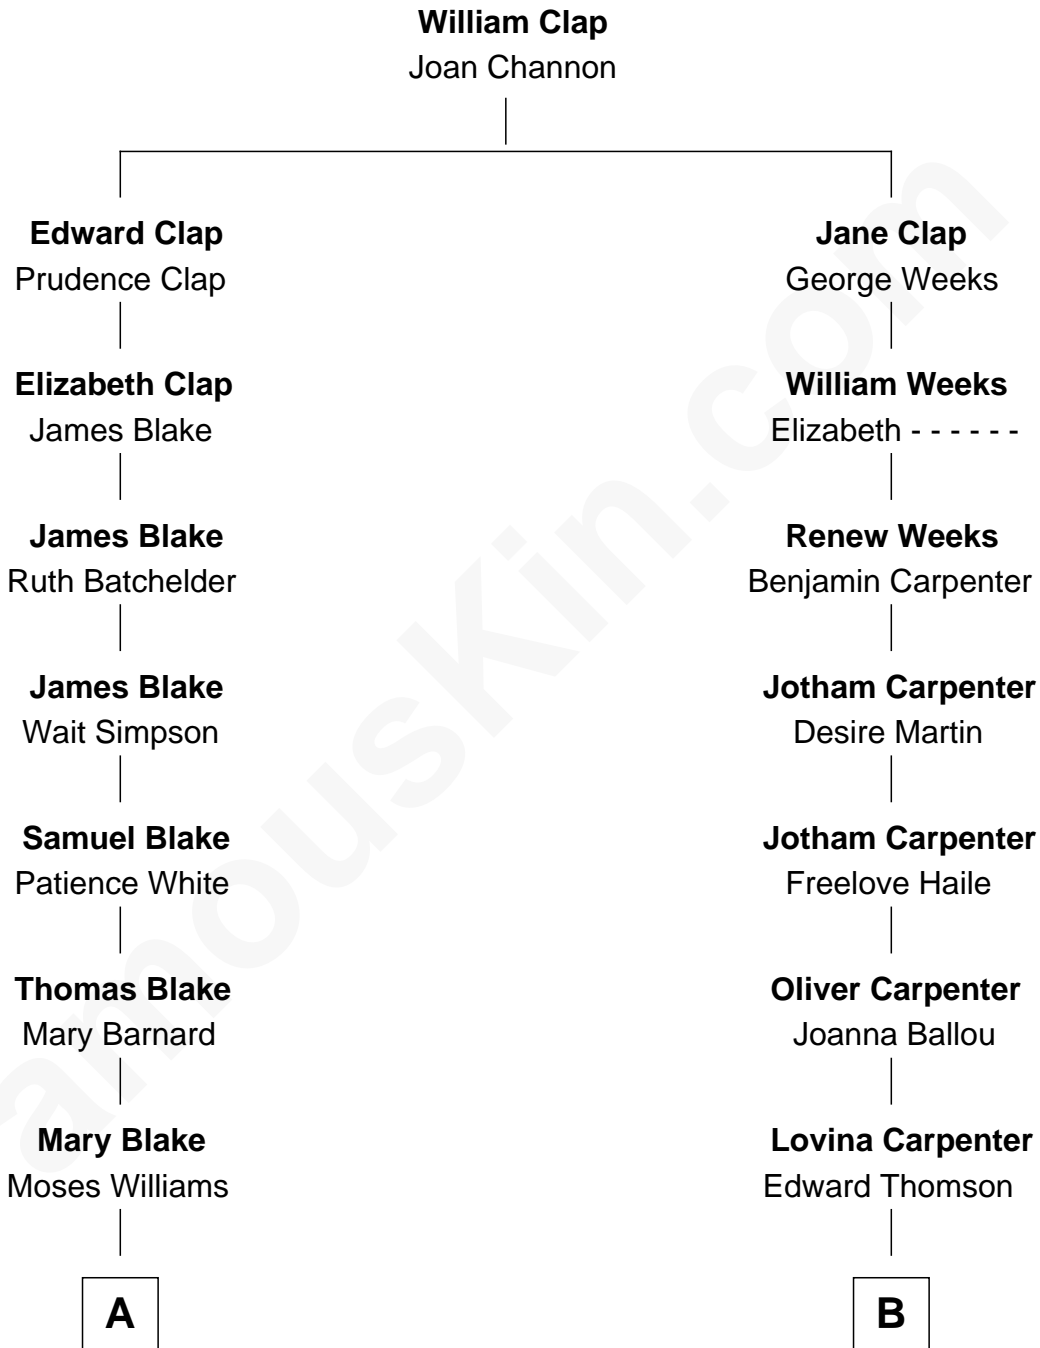 William Clap
Joan Channon
Edward Clap
Prudence Clap
Jane Clap
George Weeks
Elizabeth Clap
James Blake
William Weeks
Elizabeth - - - - - -
James Blake
Ruth Batchelder
Renew Weeks
Benjamin Carpenter
James Blake
Wait Simpson
Jotham Carpenter
Desire Martin
Samuel Blake
Patience White
Jotham Carpenter
Freelove Haile
Thomas Blake
Mary Barnard
Oliver Carpenter
Joanna Ballou
Mary Blake
Moses Williams
Lovina Carpenter
Edward Thomson
A
B
amouskin.com